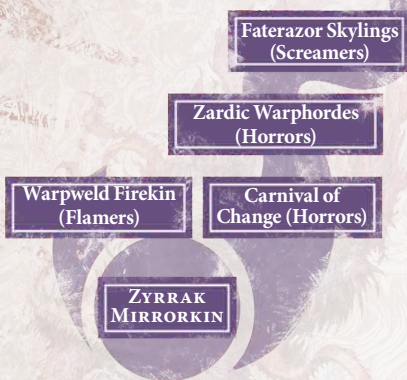 Faterazor Skylings
(Screamers)
Zardic Warphordes
(Horrors)
Warpweld Firekin
(Flamers)
Carnival of
Change (Horrors)
ZYRRAK
MIRRORKIN